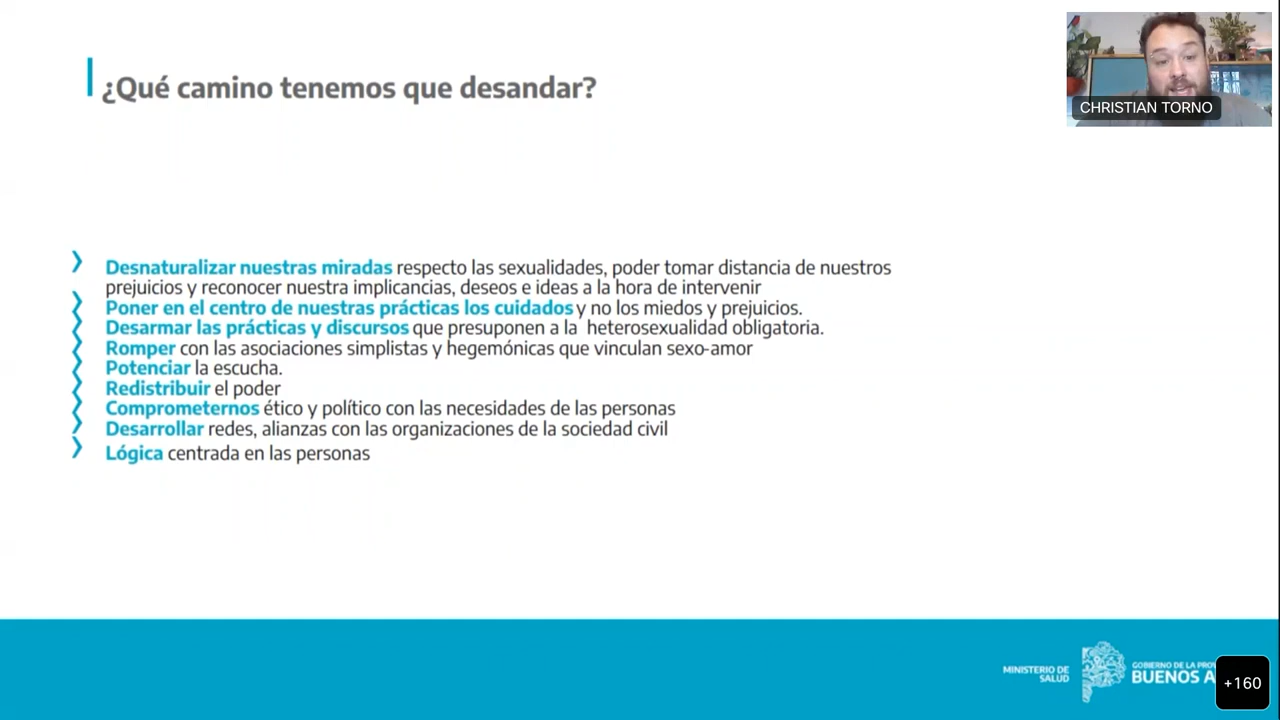 ¿Qué camino tenemos que desandar?
CHRISTIAN TORNO
Desnaturalizar nuestras miradas respecto las sexualidades, poder tomar distancia de nuestros
prejuicios y reconocer nuestra implicancias, deseos e ideas a la hora de intervenir
Poner en el centro de nuestras prácticas los cuidados y no los miedos y prejuicios.
Desarmar las prácticas y discursos que presuponen a la heterosexualidad obligatoria.
Romper con las asociaciones simplistas y hegemónicas que vinculan sexo-amor
Potenciar la escucha.
Redistribuir el poder
Comprometernos ético y político con las necesidades de las personas
Desarrollar redes, alianzas con las organizaciones de la sociedad civil
Lógica centrada en las personas
MINISTERIO DE
SALUD
GOBIERNO DE LA
BUENOS
+160